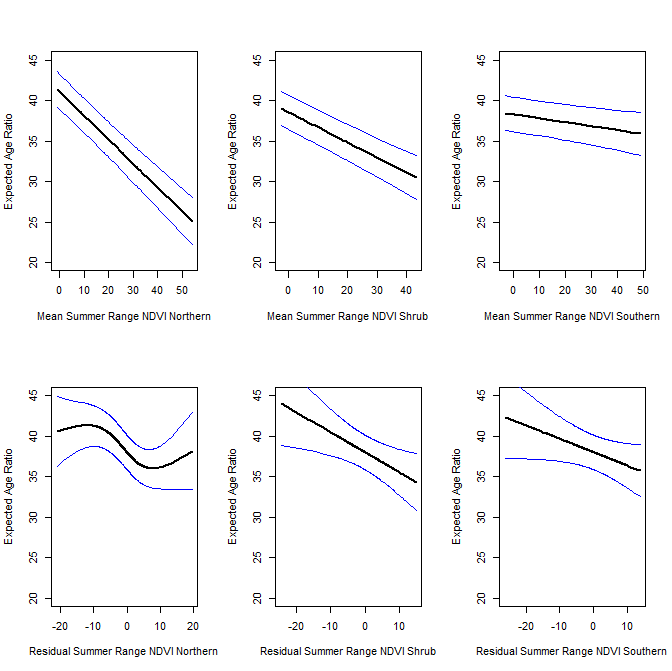 45
40
35
30
25
20
Expected Age Ratio
0 10 20 30 40 50
Mean Summer Range NDVI Northern
45
40
35
30
25
20
Expected Age Ratio
0 10 20 30 40
Mean Summer Range NDVI Shrub
45
40
35
30
25
20
Expected Age Ratio
0 10 20 30 40 50
Mean Summer Range NDVI Southern
45
40
35
30
25
20
Expected Age Ratio
-20 -10 0 10 20
Residual Summer Range NDVI Northern
45
40
35
30
25
20
Expected Age Ratio
-20 -10 0 10
Residual Summer Range NDVI Shrub
45
40
35
30
25
20
Expected Age Ratio
-20 -10 0 10
Residual Summer Range NDVI Southern